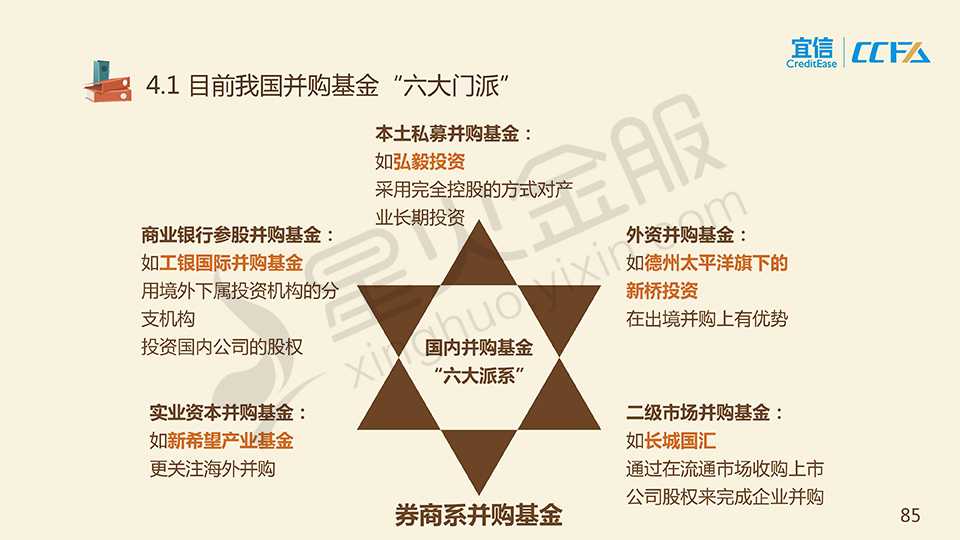 宜信
CreditEase
CCFA
4.1 目前我国并购基金“六大门派”
本土私募并购基金：
如弘毅投资
采用完全控股的方式对产
业长期投资
商业银行参股并购基金：
如工银国际并购基金
用境外下属投资机构的分
支机构
投资国内公司的股权
外资并购基金：
如德州太平洋旗下的
新桥投资
在出境并购上有优势
国内并购基金
“六大派系”
实业资本并购基金：
如新希望产业基金
更关注海外并购
二级市场并购基金：
如长城国汇
通过在流通市场收购上市
公司股权来完成企业并购
券商系并购基金
85
星火金服
xinghuo.yixin.com